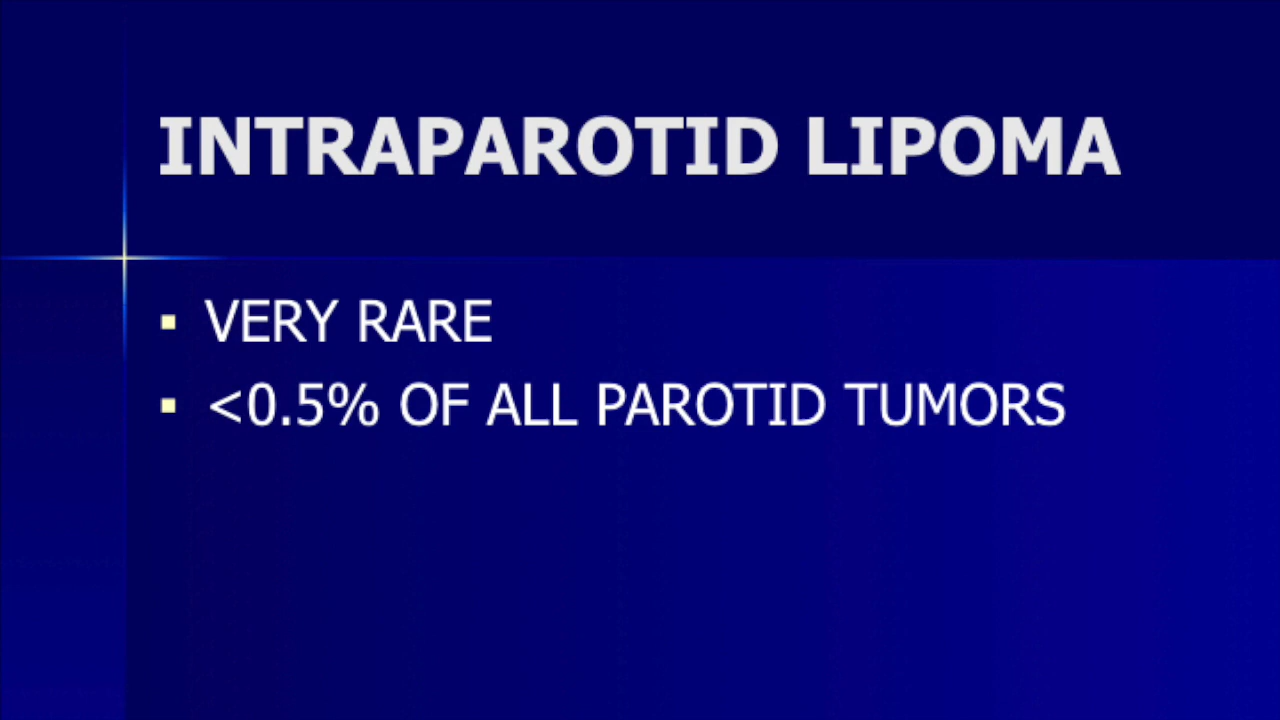 INTRAPAROTID LIPOMA
▪ VERY RARE
▪ <0.5% OF ALL PAROTID TUMORS